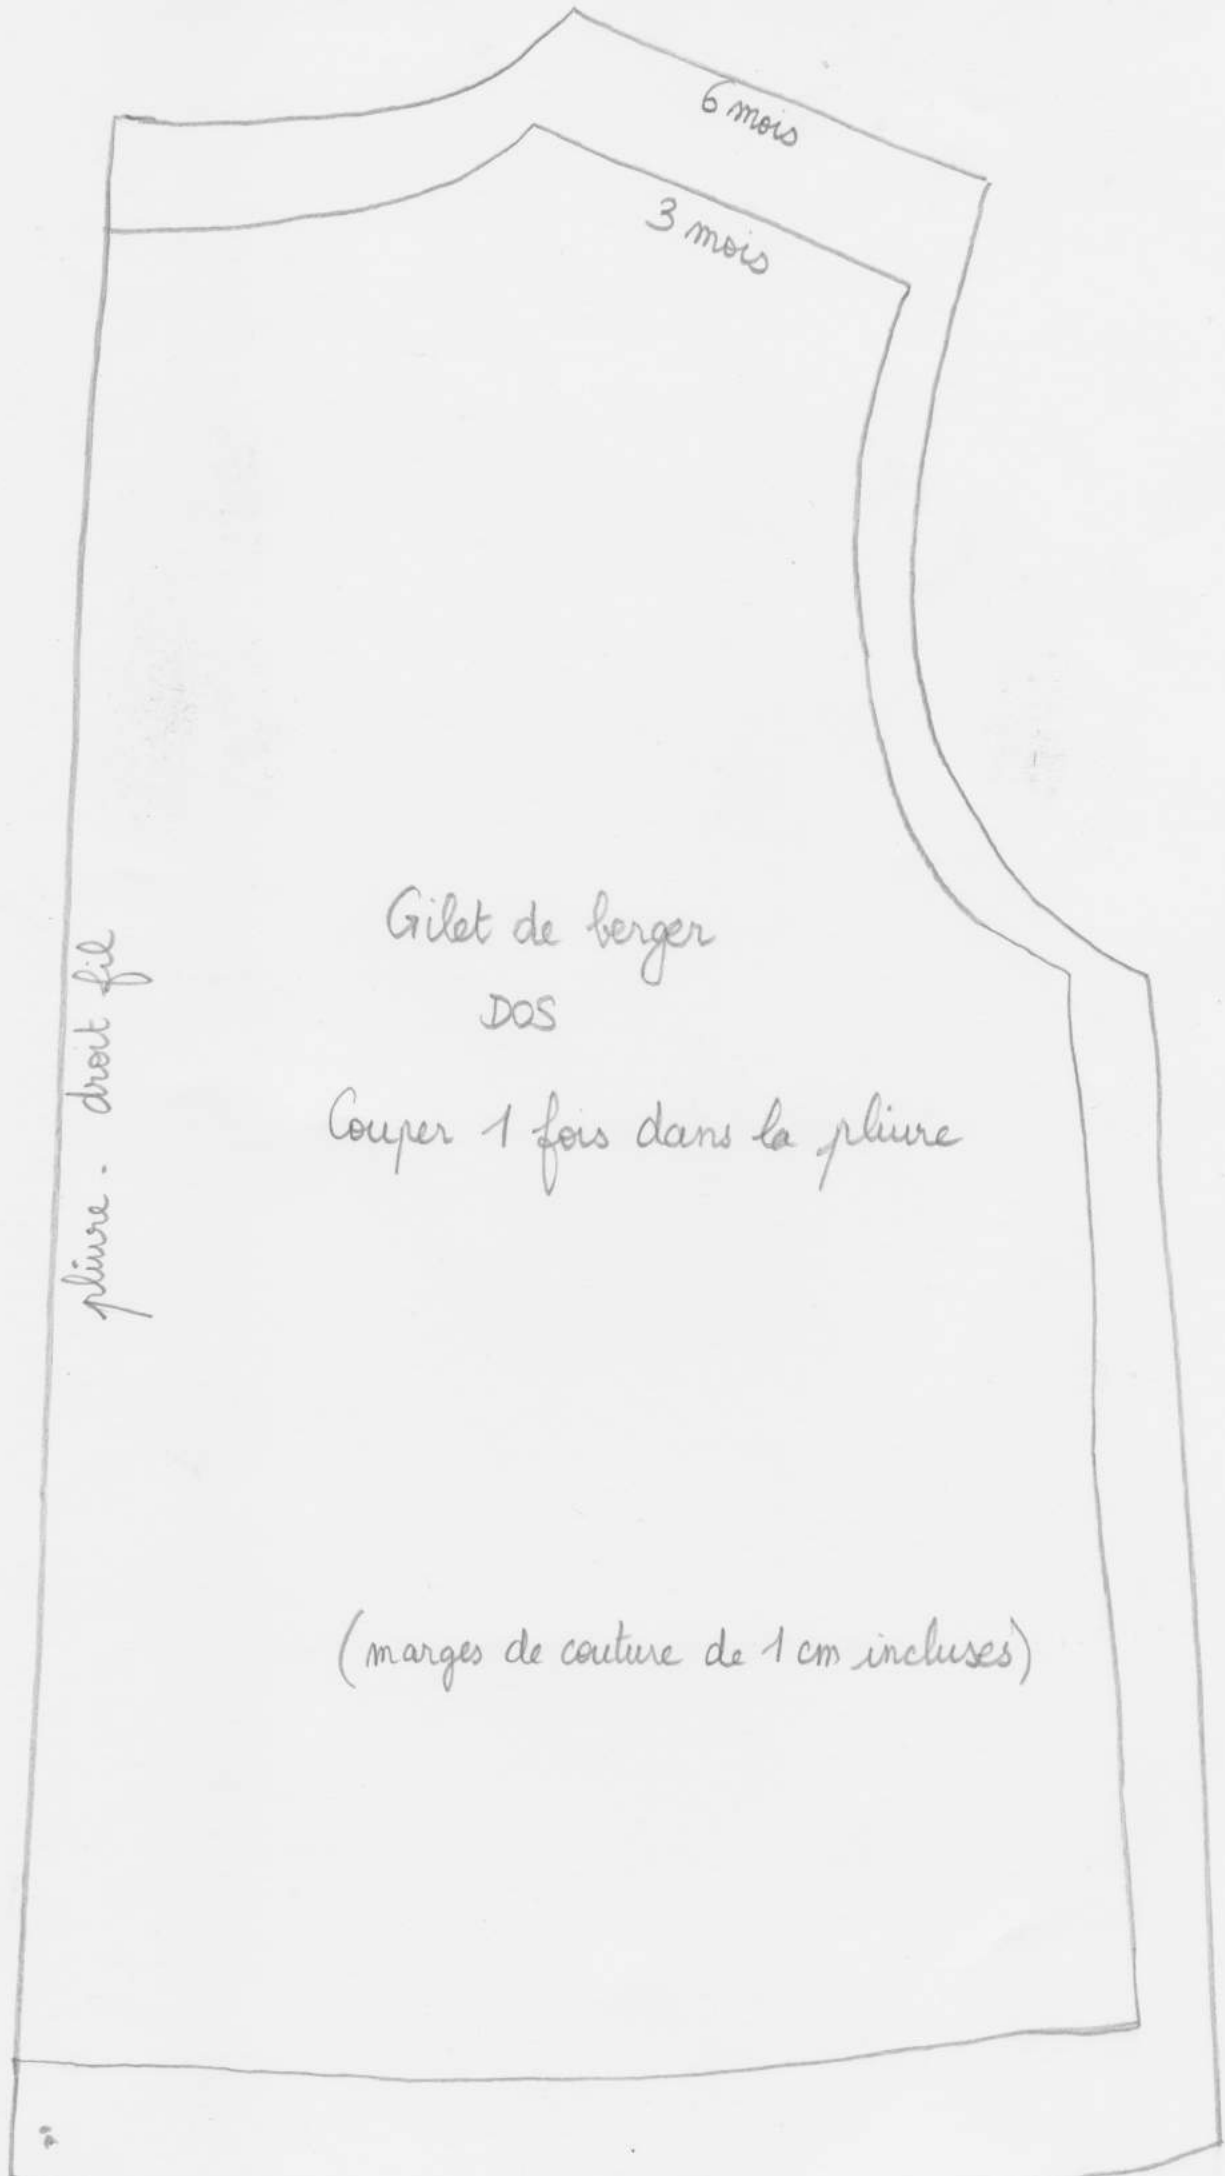 6 mois
3 mois
Gilet de berger
DOS
pliure - droit fil
Couper 1 fois dans la pliure
(marges de couture de 1 cm incluses)